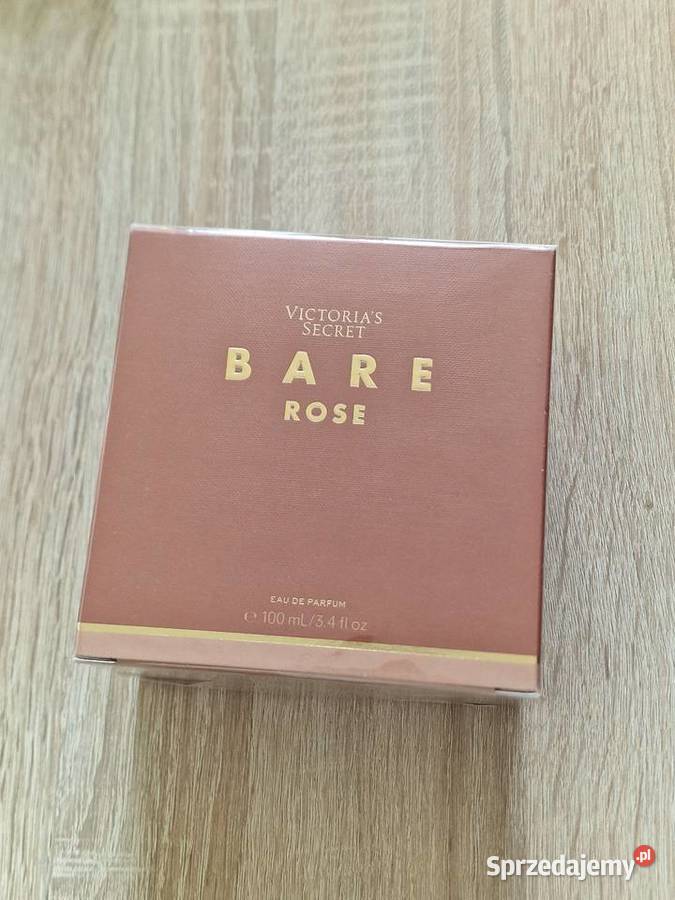 VICTORIA'S
SECRET
BARE
ROSE
EAU DE PARFUM
℮ 100 mL/3.4 fl oz
Sprzedajemy.pl